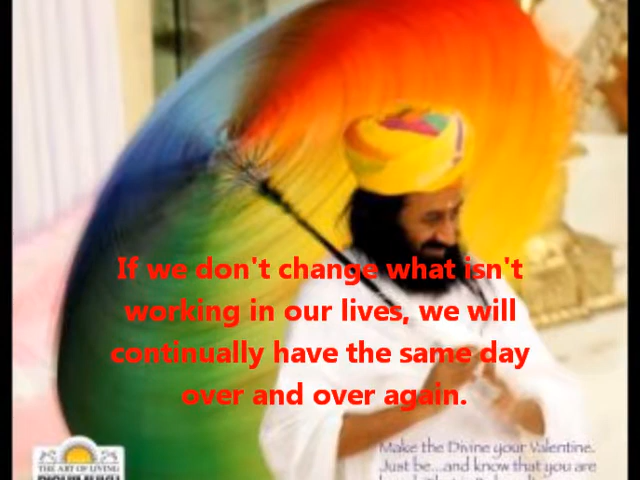 If we don't change what isn't
working in our lives, we will
continually have the same day
over and over again.
Make the Divine your Valentine.
Just be...and know that you are
THE ART OF LIVING